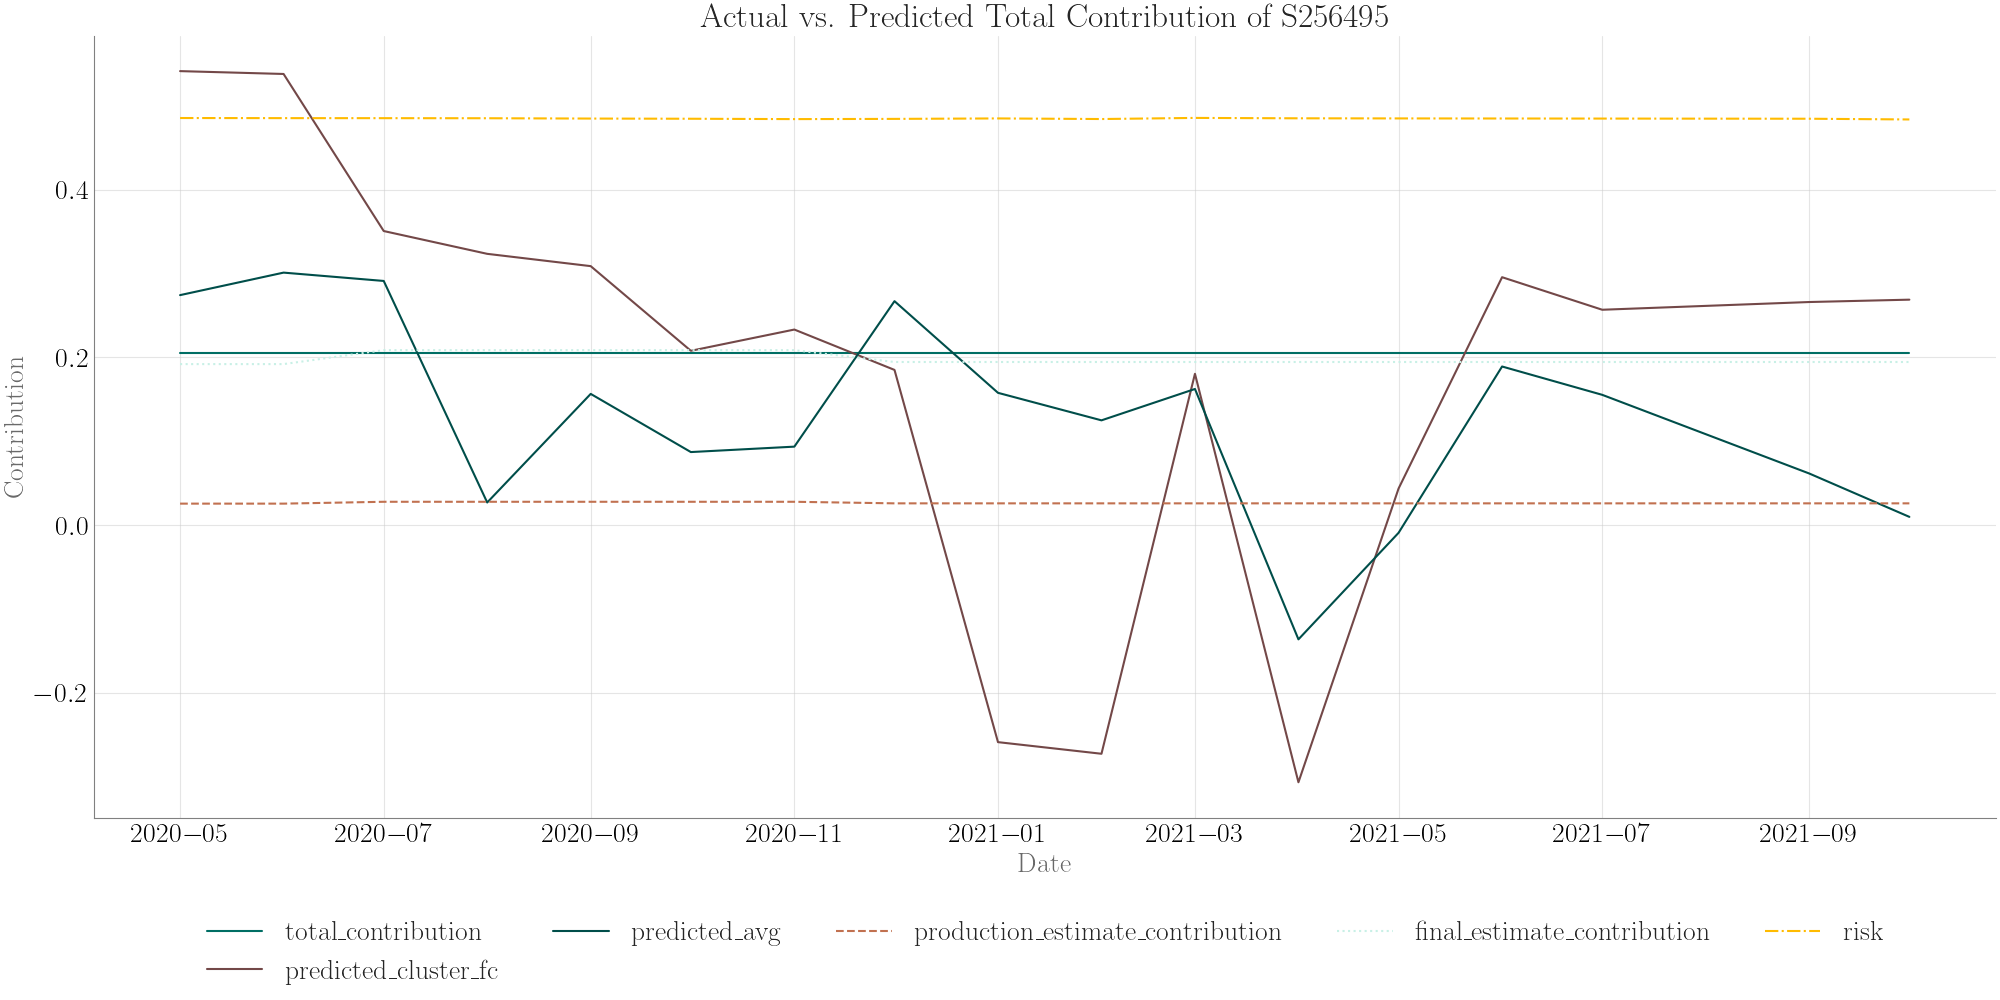 Actual vs. Predicted Total Contribution of S256495
Contribution
0.4
0.2
0.0
−0.2
2020−05 2020−07 2020−09 2020−11 2021−01 2021−03 2021−05 2021−07 2021−09
Date
total_contribution predicted_avg production_estimate_contribution final_estimate_contribution risk
predicted_cluster_fc